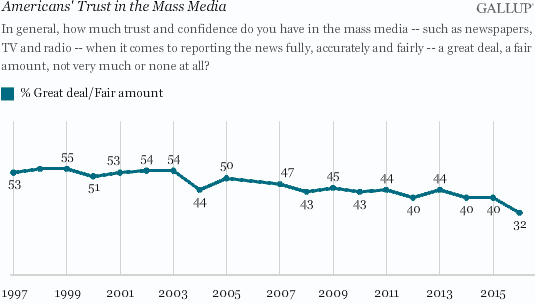 Americans' Trust in the Mass Media
GALLUP®
In general, how much trust and confidence do you have in the mass media -- such as newspapers,
TV and radio -- when it comes to reporting the news fully, accurately and fairly -- a great deal, a fair
amount, not very much or none at all?
% Great deal/Fair amount
53 55 51 53 54 54 44 50 47 43 45 43 44 40 44 40 40 32
1997 1999 2001 2003 2005 2007 2009 2011 2013 2015